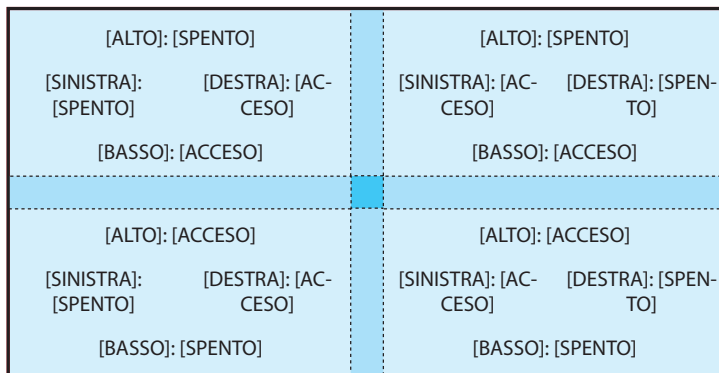 [ALTO]: [SPENTO]
[SINISTRA]:
[SPENTO]
[DESTRA]: [AC-
CESO]
[BASSO]: [ACCESO]
[ALTO]: [SPENTO]
[SINISTRA]: [AC-
CESO]
[DESTRA]: [SPEN-
TO]
[BASSO]: [ACCESO]
[ALTO]: [ACCESO]
[SINISTRA]:
[SPENTO]
[DESTRA]: [AC-
CESO]
[BASSO]: [SPENTO]
[ALTO]: [ACCESO]
[SINISTRA]: [AC-
CESO]
[DESTRA]: [SPEN-
TO]
[BASSO]: [SPENTO]